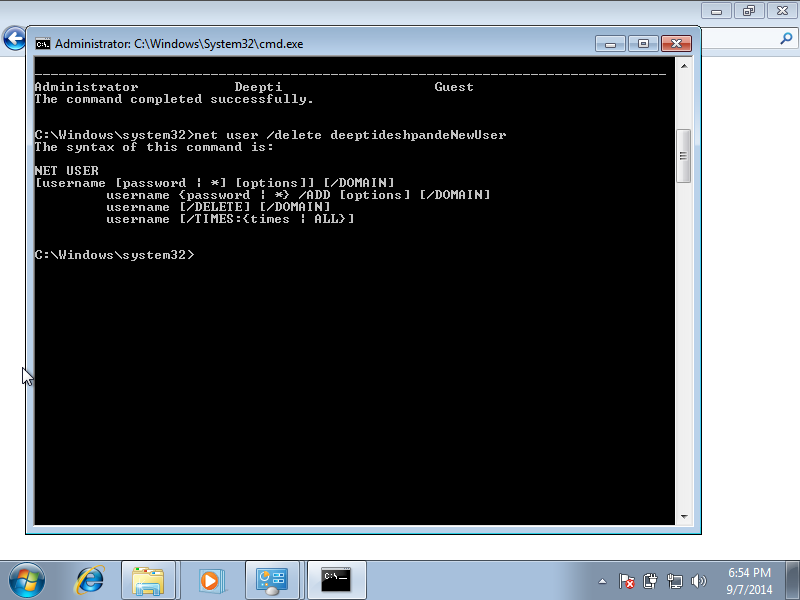 Administrator: C:\Windows\System32\cmd.exe
Administrator Deepti Guest
The command completed successfully.
C:\Windows\system32>net user /delete deeptideshpandeNewUser
The syntax of this command is:
NET USER
[username [password | *] [options]] [/DOMAIN]
username {password | *} /ADD [options] [/DOMAIN]
username [/DELETE] [/DOMAIN]
username [/TIMES:{times | ALL}]
C:\Windows\system32>
6:54 PM
9/7/2014